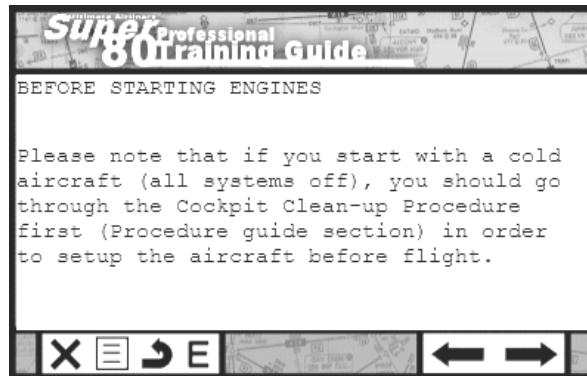 Super
80 Professional
Training Guide
BEFORE STARTING ENGINES
Please note that if you start with a cold
aircraft (all systems off), you should go
through the Cockpit Clean-up Procedure
first (Procedure guide section) in order
to setup the aircraft before flight.
E